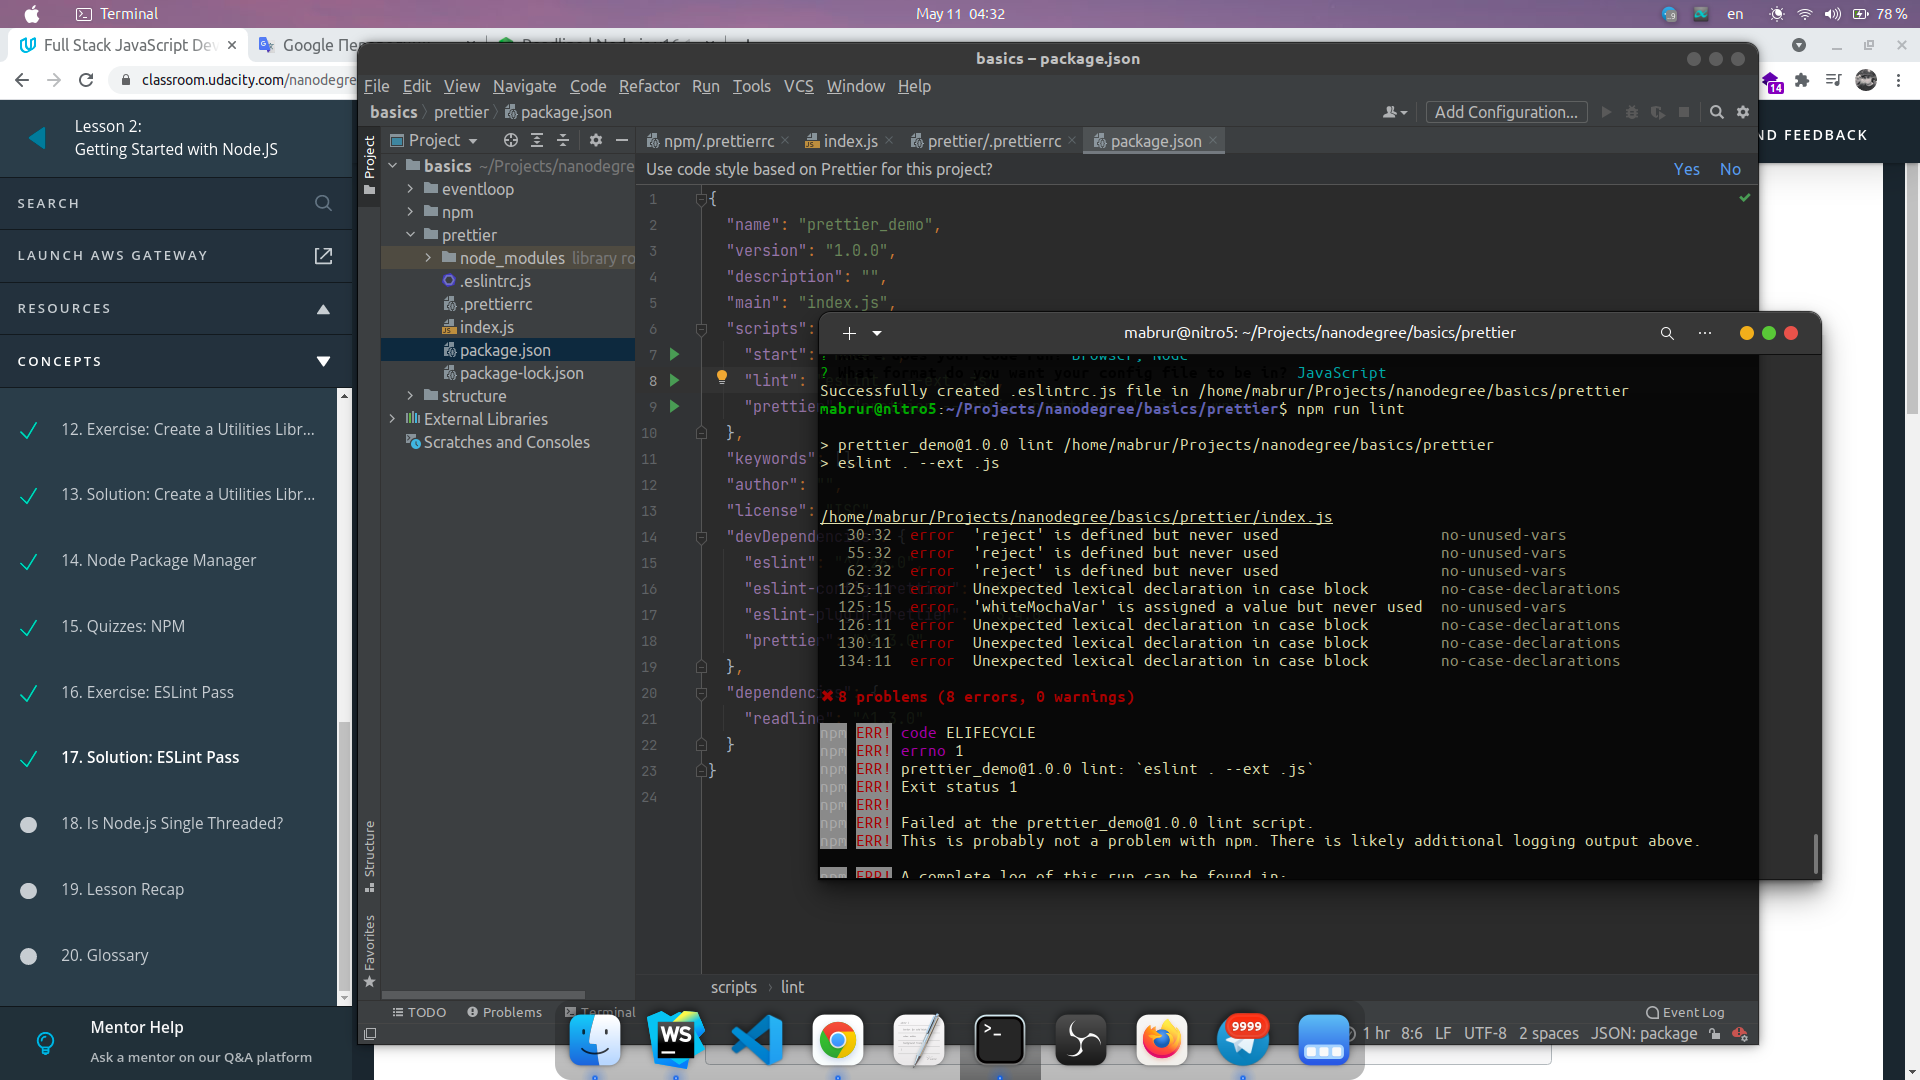 Terminal
May 11 04:32
en
78 %
Full Stack JavaScript Dev
Google Пе
classroom.udacity.com/nanodegre
14
Lesson 2:
Getting Started with Node.JS
SEARCH
LAUNCH AWS GATEWAY
RESOURCES
CONCEPTS
12. Exercise: Create a Utilities Libr...
13. Solution: Create a Utilities Libr...
14. Node Package Manager
15. Quizzes: NPM
16. Exercise: ESLint Pass
17. Solution: ESLint Pass
18. Is Node.js Single Threaded?
19. Lesson Recap
20. Glossary
Mentor Help
Ask a mentor on our Q&A platform
ND FEEDBACK
basics – package.json
File Edit View Navigate Code Refactor Run Tools VCS Window Help
basics prettier package.json
Add Configuration...
Project
Project
npm/.prettierrc
index.js
prettier/.prettierrc
package.json
Use code style based on Prettier for this project?
Yes No
basics ~/Projects/nanodegre
eventloop
npm
prettier
node_modules library ro
.eslintrc.js
.prettierrc
index.js
package.json
package-lock.json
structure
External Libraries
Scratches and Consoles
Structure
Favorites
1 {
2 "name": "prettier_demo",
3 "version": "1.0.0",
4 "description": "",
5 "main": "index.js",
6 "scripts":
7 "start":
8 "lint":
9 "prettie
10 },
11 "keywords"
12 "author": "",
13 "license":
14 "devDependenci
15 "eslint":
16 "eslint-
17 "eslint-
18 "prettier
19 },
20 "dependenc
21 "readline
22 }
23 }
24
scripts › lint
mabrur@nitro5: ~/Projects/nanodegree/basics/prettier
? Where does your code run? Browser, Node
? What format do you want your config file to be in? JavaScript
Successfully created .eslintrc.js file in /home/mabrur/Projects/nanodegree/basics/prettier
mabrur@nitro5:~/Projects/nanodegree/basics/prettier$ npm run lint
> prettier_demo@1.0.0 lint /home/mabrur/Projects/nanodegree/basics/prettier
> eslint . --ext .js
/home/mabrur/Projects/nanodegree/basics/prettier/index.js
30:32 error 'reject' is defined but never used no-unused-vars
55:32 error 'reject' is defined but never used no-unused-vars
62:32 error 'reject' is defined but never used no-unused-vars
125:11 error Unexpected lexical declaration in case block no-case-declarations
125:15 error 'whiteMochaVar' is assigned a value but never used no-unused-vars
126:11 error Unexpected lexical declaration in case block no-case-declarations
130:11 error Unexpected lexical declaration in case block no-case-declarations
134:11 error Unexpected lexical declaration in case block no-case-declarations
✖ 8 problems (8 errors, 0 warnings)
npm ERR! code ELIFECYCLE
npm ERR! errno 1
npm ERR! prettier_demo@1.0.0 lint: `eslint . --ext .js`
npm ERR! Exit status 1
npm ERR!
npm ERR! Failed at the prettier_demo@1.0.0 lint script.
npm ERR! This is probably not a problem with npm. There is likely additional logging output above.
npm ERR! A complete log of this run can be found in:
TODO Problems Terminal
Event Log
1 hr 8:6 LF UTF-8 2 spaces JSON: package
WS
9999